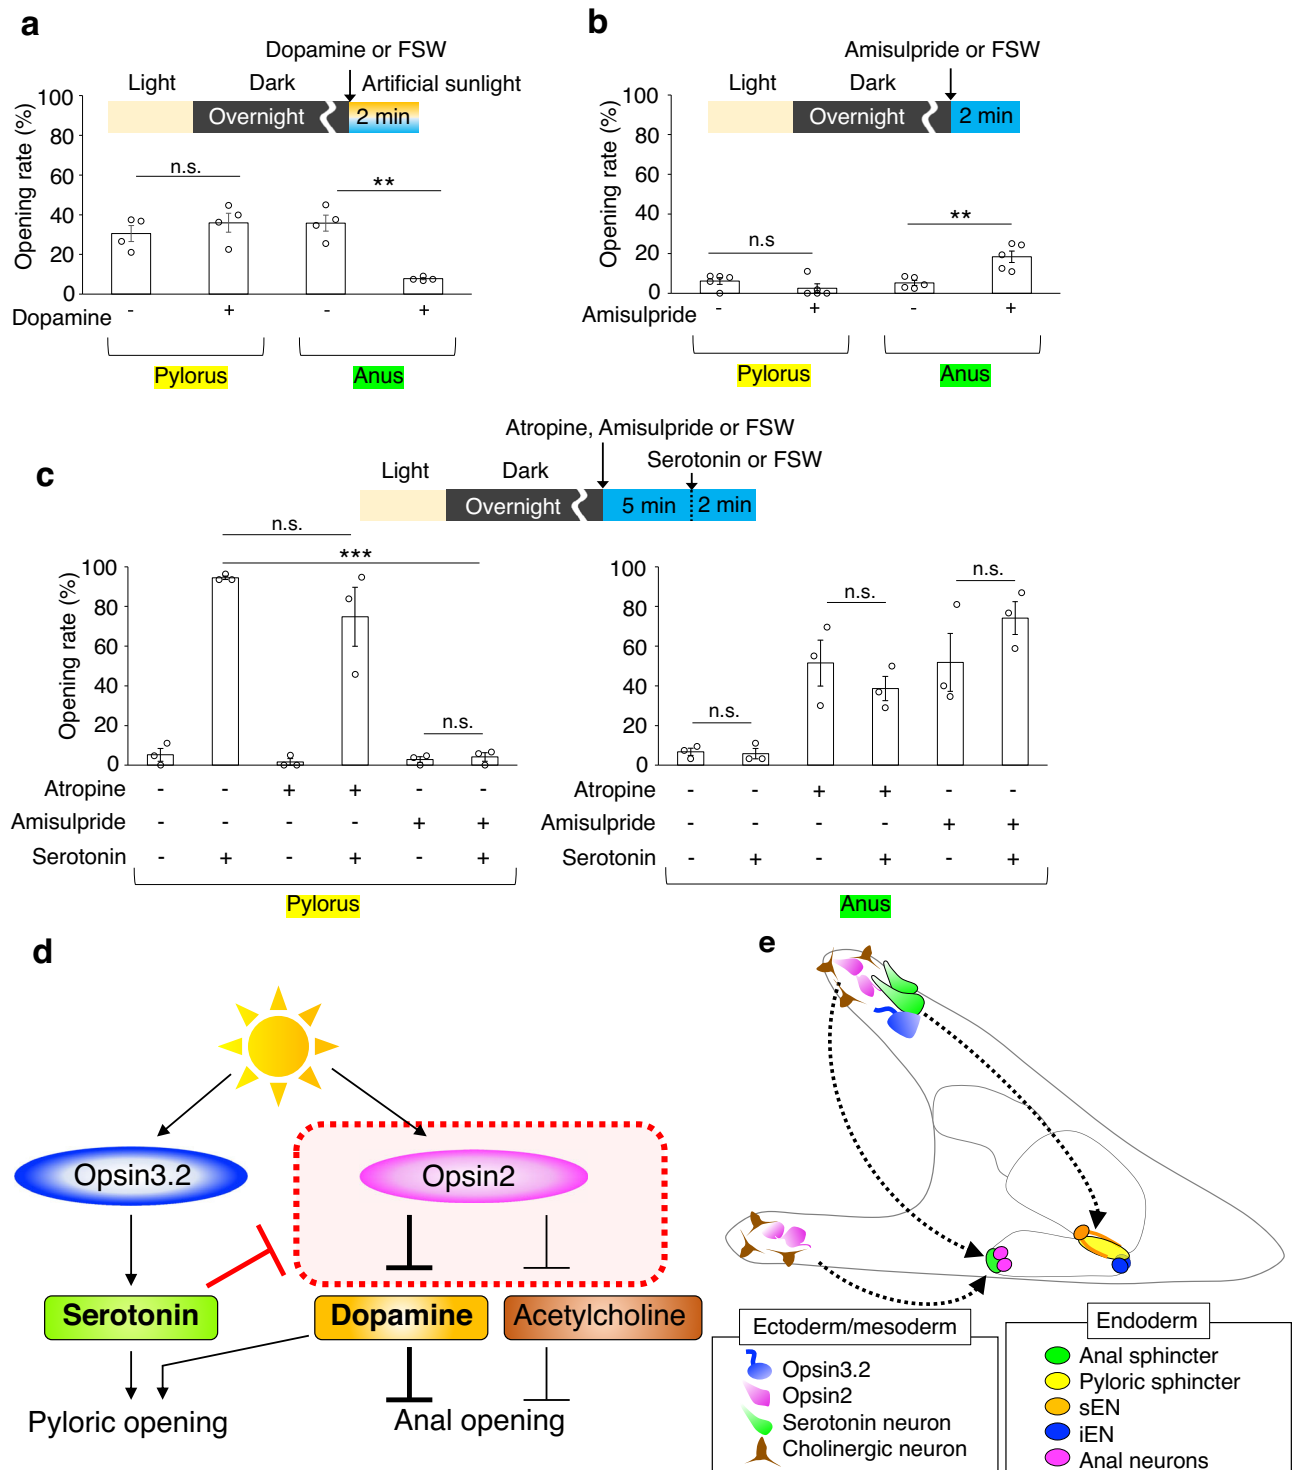 a
Dopamine or FSW
Light Dark Artificial sunlight
Overnight 2 min
Opening rate (%)
100
80
60
40
20
0
n.s.
**
Dopamine - + - +
Pylorus Anus
b
Amisulpride or FSW
Light Dark
Overnight 2 min
Opening rate (%)
100
80
60
40
20
0
n.s
**
Amisulpride - + - +
Pylorus Anus
c
Atropine, Amisulpride or FSW
Serotonin or FSW
Light Dark
Overnight 5 min 2 min
Opening rate (%)
100
80
60
40
20
0
n.s.
***
n.s.
Atropine - - + + - -
Amisulpride - - - - + +
Serotonin - + - + - +
Pylorus
100
80
60
40
20
0
n.s.
n.s.
n.s.
Atropine - - + + - -
Amisulpride - - - - + +
Serotonin - + - + - +
Anus
d
Opsin3.2 Opsin2
Serotonin Dopamine Acetylcholine
Pyloric opening Anal opening
e
Ectoderm/mesoderm
Opsin3.2
Opsin2
Serotonin neuron
Cholinergic neuron
Endoderm
Anal sphincter
Pyloric sphincter
sEN
iEN
Anal neurons